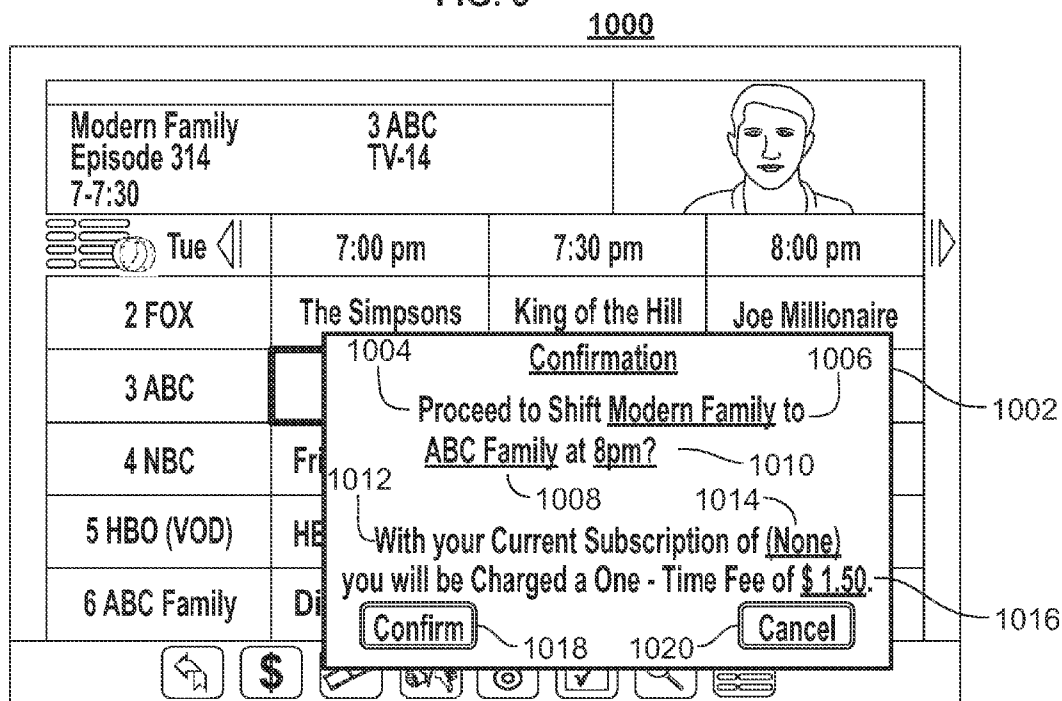 1000
Modern Family 3 ABC
Episode 314 TV-14
7-7:30
Tue 7:00 pm 7:30 pm 8:00 pm
2 FOX The Simpsons King of the Hill Joe Millionaire
3 ABC
4 NBC
5 HBO (VOD)
6 ABC Family
1004 Confirmation 1006
1002
Proceed to Shift Modern Family to
ABC Family at 8pm? 1010
1012 1008 1014
With your Current Subscription of (None)
you will be Charged a One - Time Fee of $ 1.50.
1016
Confirm 1018 1020 Cancel
$